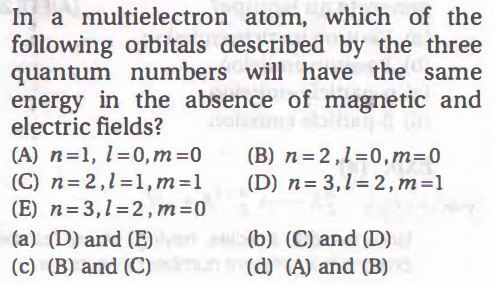 In a multielectron atom, which of the
following orbitals described by the three
quantum numbers will have the same
energy in the absence of magnetic and
electric fields?
(A) n=1, l=0,m=0 (B) n=2,l=0,m=0
(C) n=2,l=1,m=1 (D) n=3,l=2,m=1
(E) n=3,l=2,m=0
(a) (D) and (E) (b) (C) and (D)
(c) (B) and (C) (d) (A) and (B)